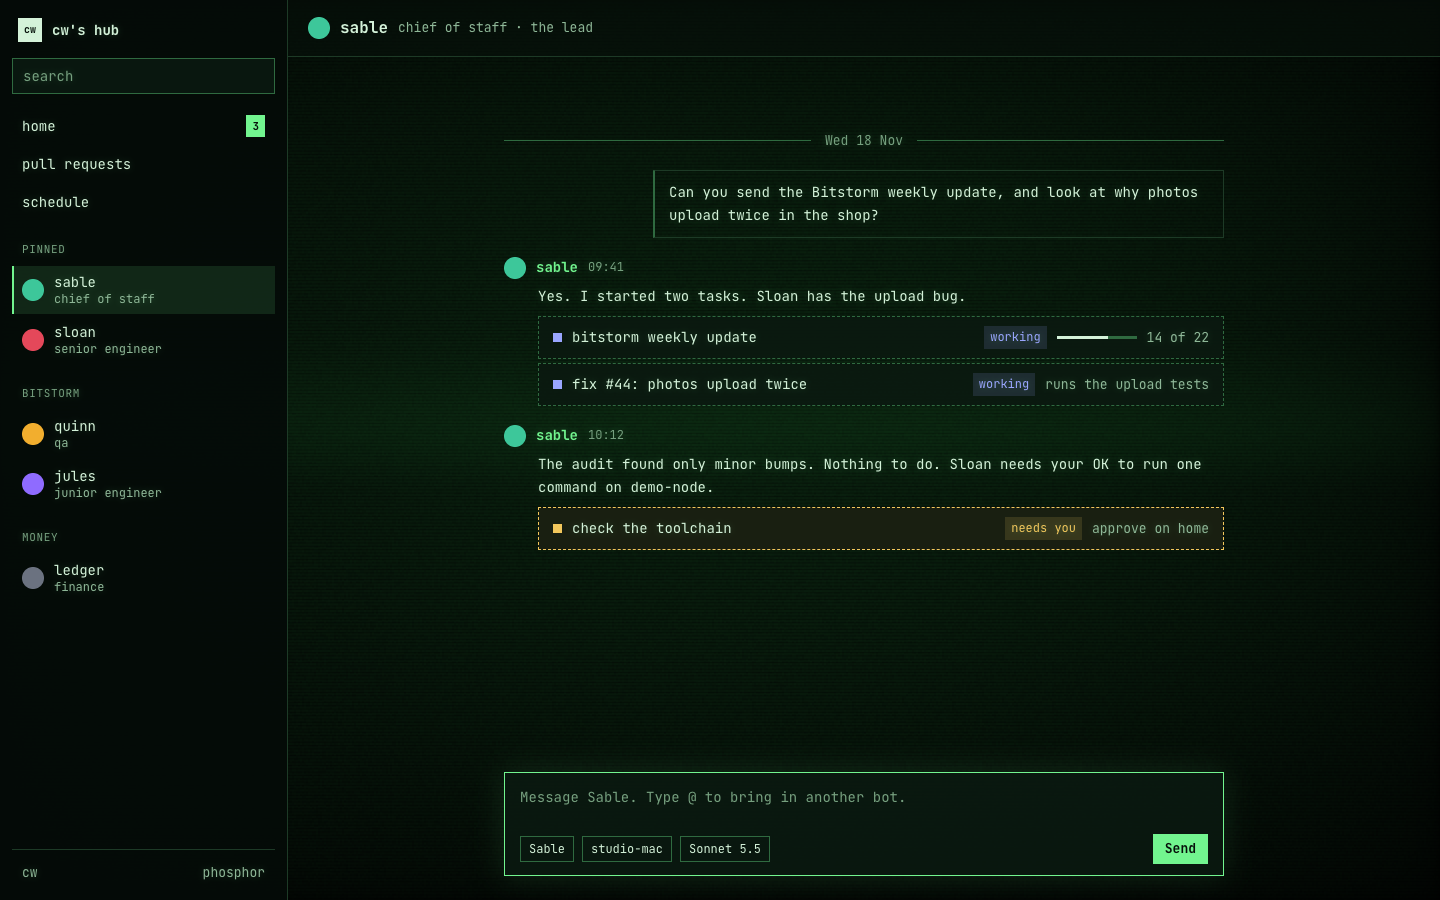 cw cw's hub
search
home 3
pull requests
schedule
PINNED
sable
chief of staff
sloan
senior engineer
BITSTORM
quinn
qa
jules
junior engineer
MONEY
ledger
finance
cw phosphor
sable chief of staff · the lead
Wed 18 Nov
Can you send the Bitstorm weekly update, and look at why photos
upload twice in the shop?
sable 09:41
Yes. I started two tasks. Sloan has the upload bug.
bitstorm weekly update working 14 of 22
fix #44: photos upload twice working runs the upload tests
sable 10:12
The audit found only minor bumps. Nothing to do. Sloan needs your OK to run one
command on demo-node.
check the toolchain needs you approve on home
Message Sable. Type @ to bring in another bot.
Sable studio-mac Sonnet 5.5 Send